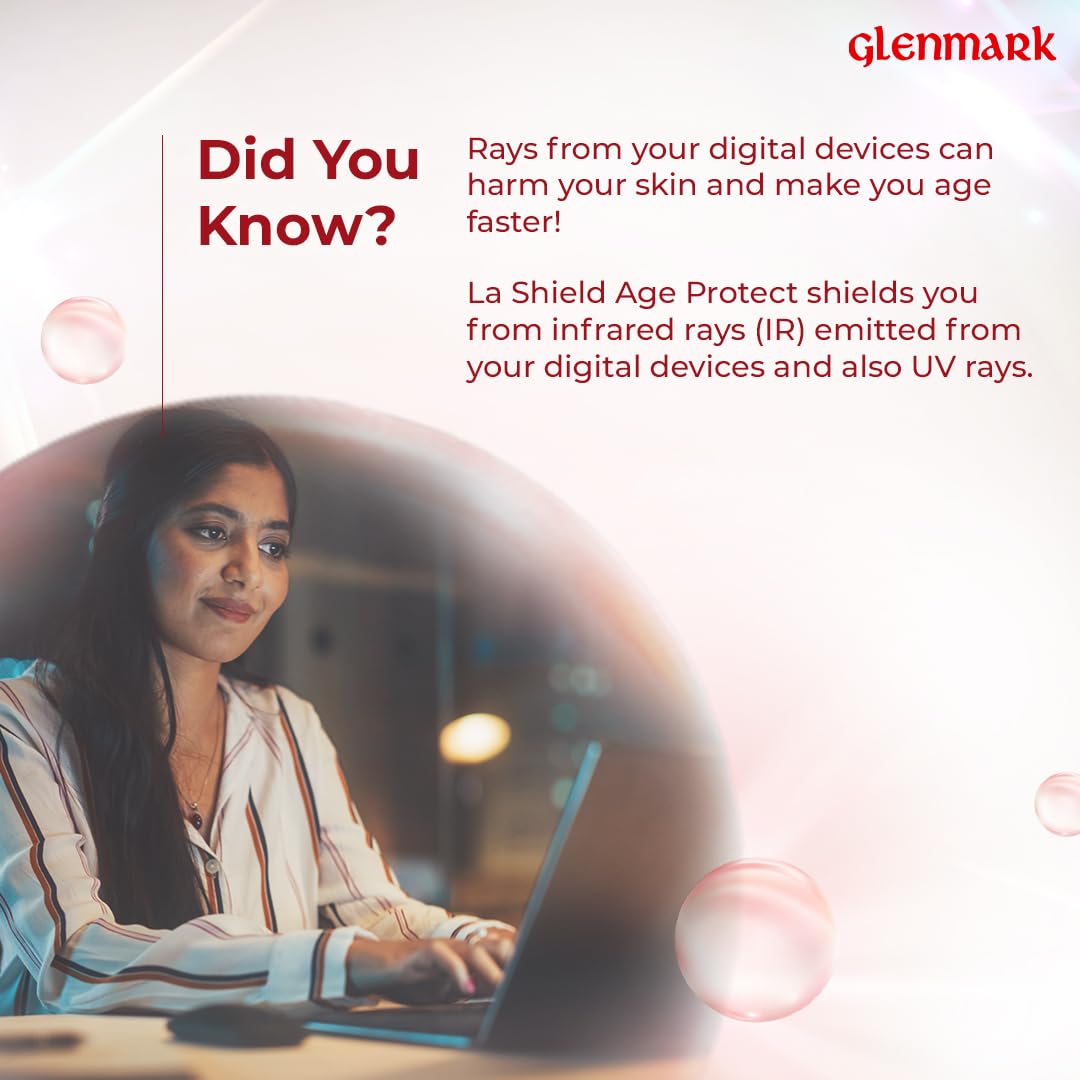 GLENMARK
Did You
Know?
Rays from your digital devices can
harm your skin and make you age
faster!
La Shield Age Protect shields you
from infrared rays (IR) emitted from
your digital devices and also UV rays.